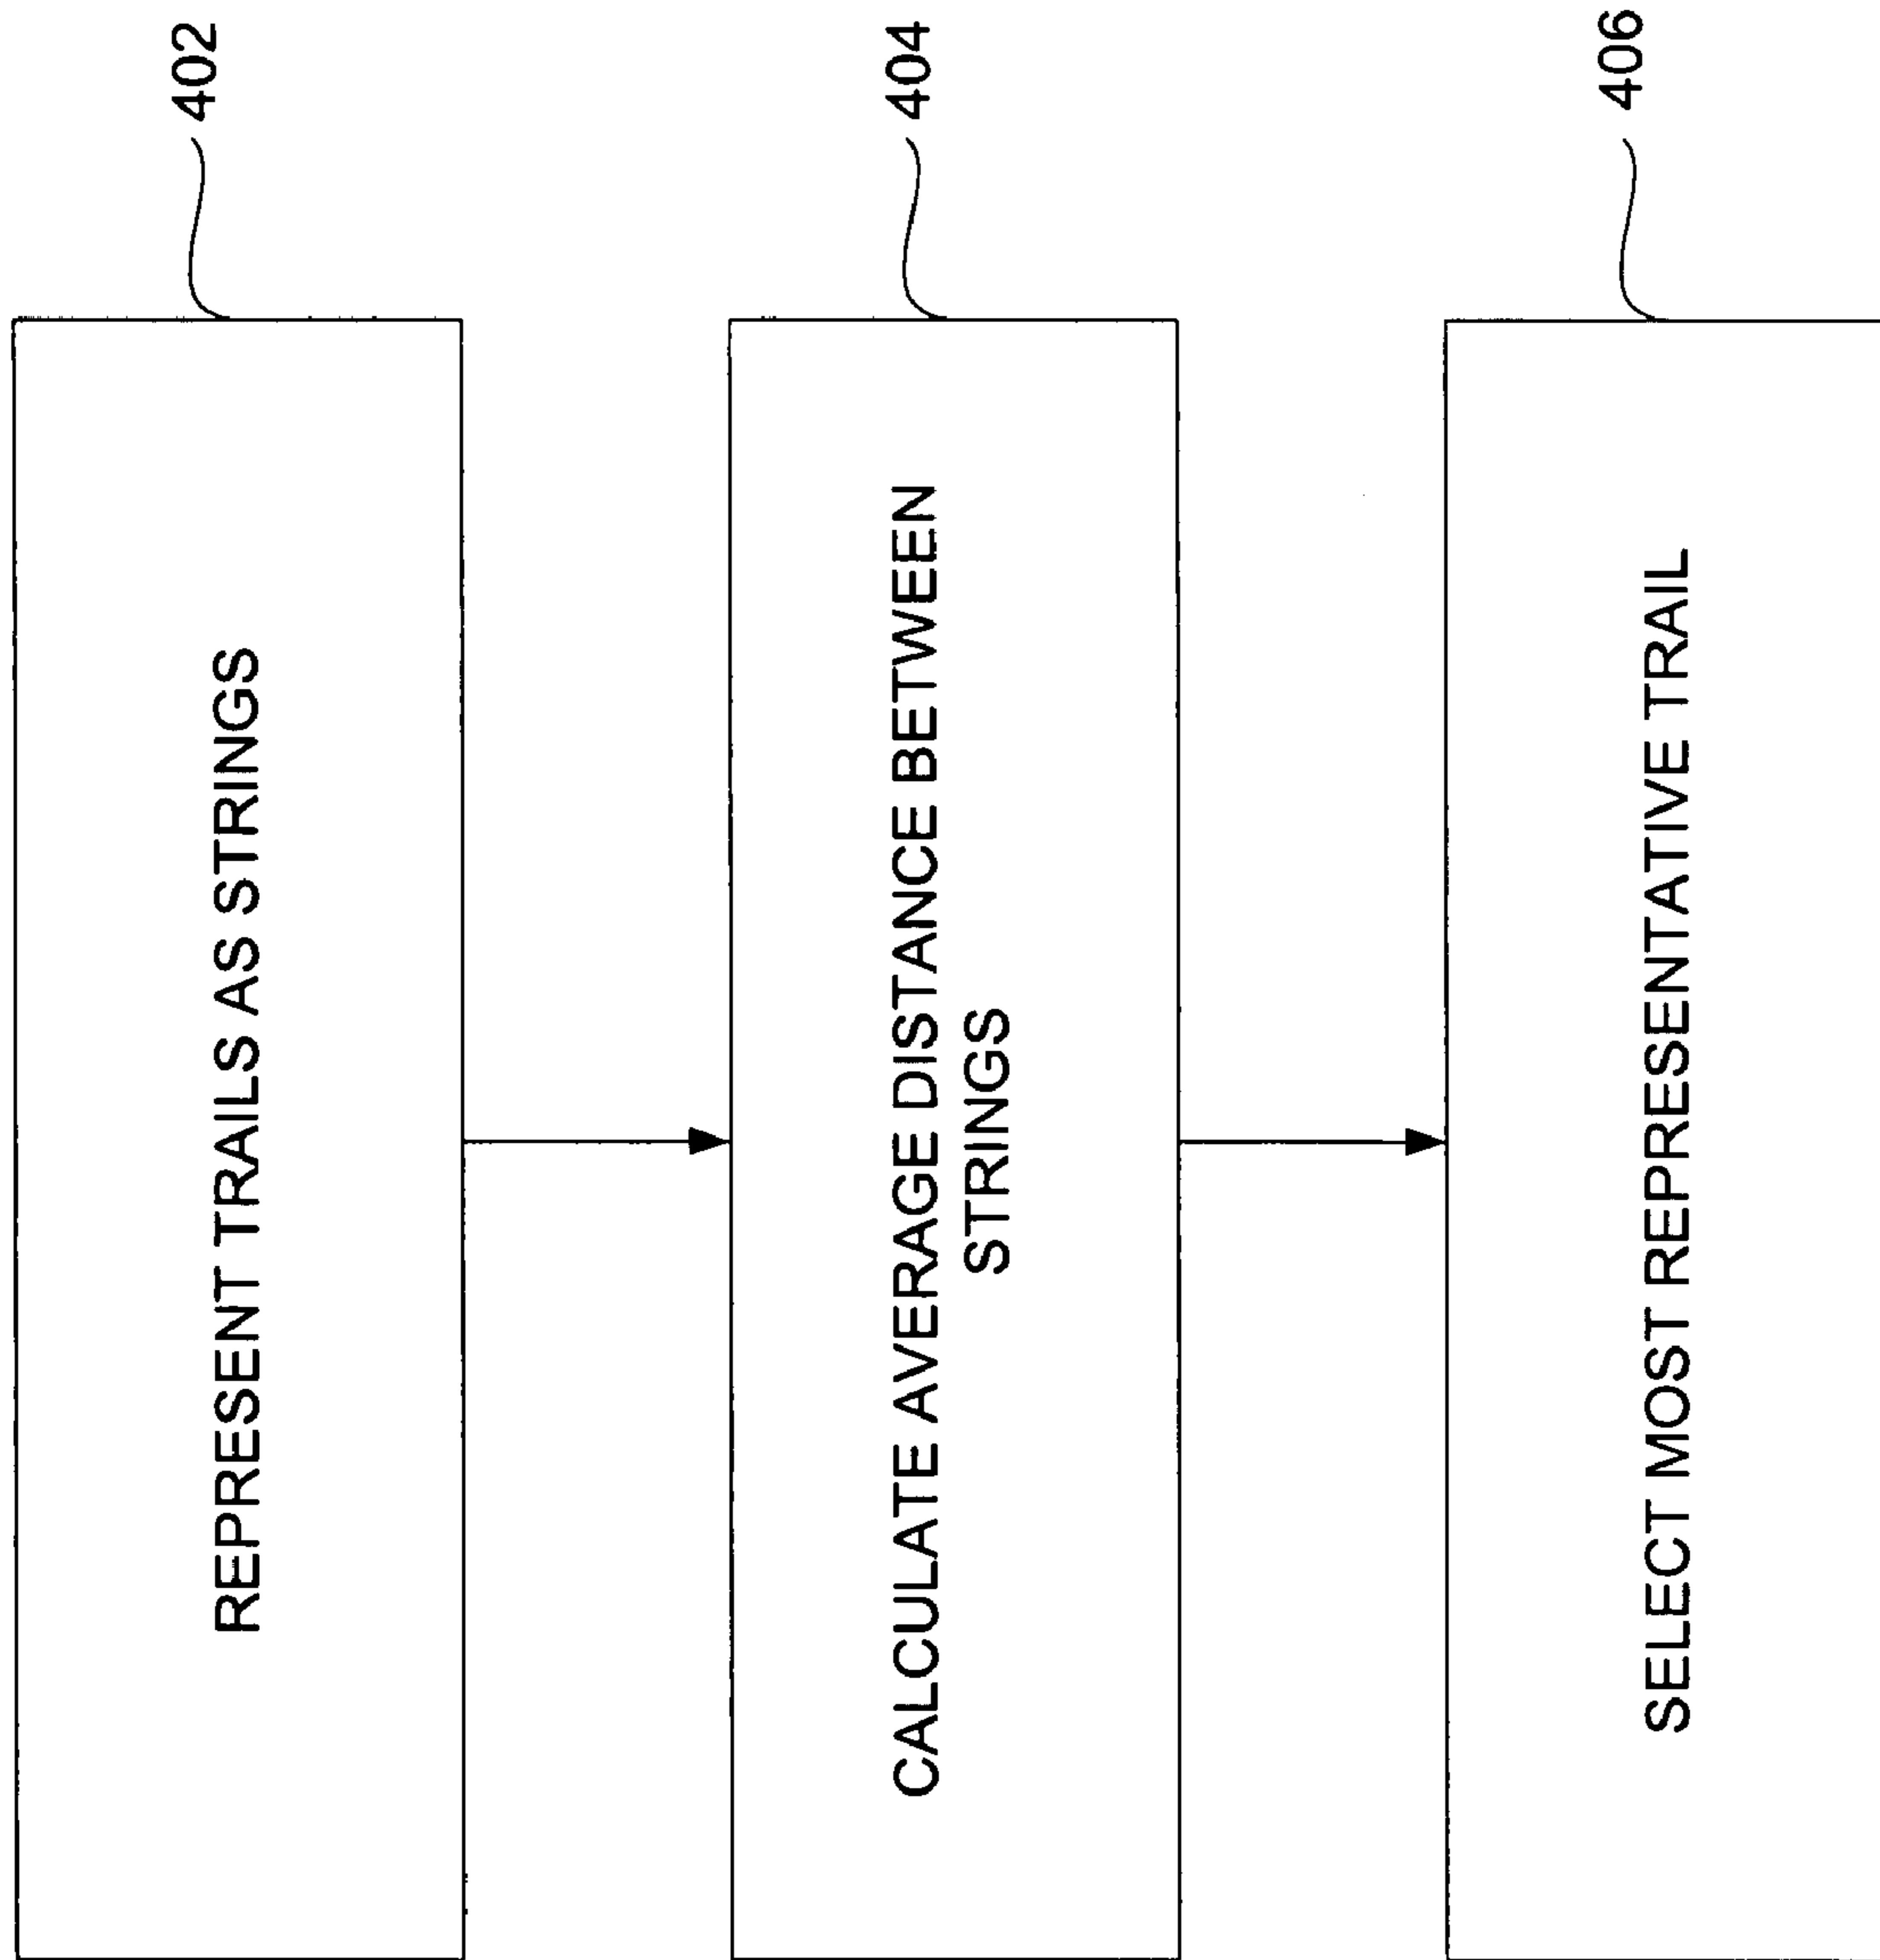 REPRESENT TRAILS AS STRINGS
402
CALCULATE AVERAGE DISTANCE BETWEEN
STRINGS
404
SELECT MOST REPRESENTATIVE TRAIL
406